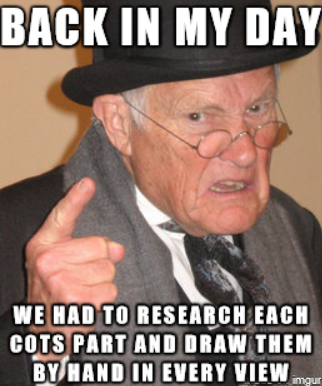 BACK IN MY DAY
WE HAD TO RESEARCH EACH
COTS PART AND DRAW THEM
BY HAND IN EVERY VIEW
imgur